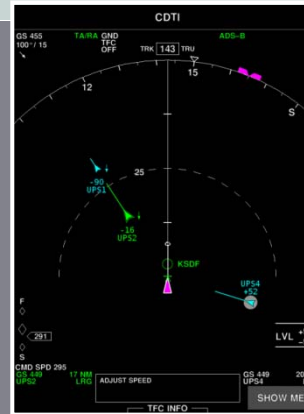 CDTI
GS 455 TA/RA GND ADS-B
100°/ 15 TFC
OFF TRK 143 TRU
12 15 S
-90 25
UPS1
-16
UPS2
KSDF
UPS4
+52
F
291
S
LVL
CMD SPD 295
GS 449 17 NM GS 449 20
UPS2 LRG ADJUST SPEED UPS4
SHOW ME
TFC INFO